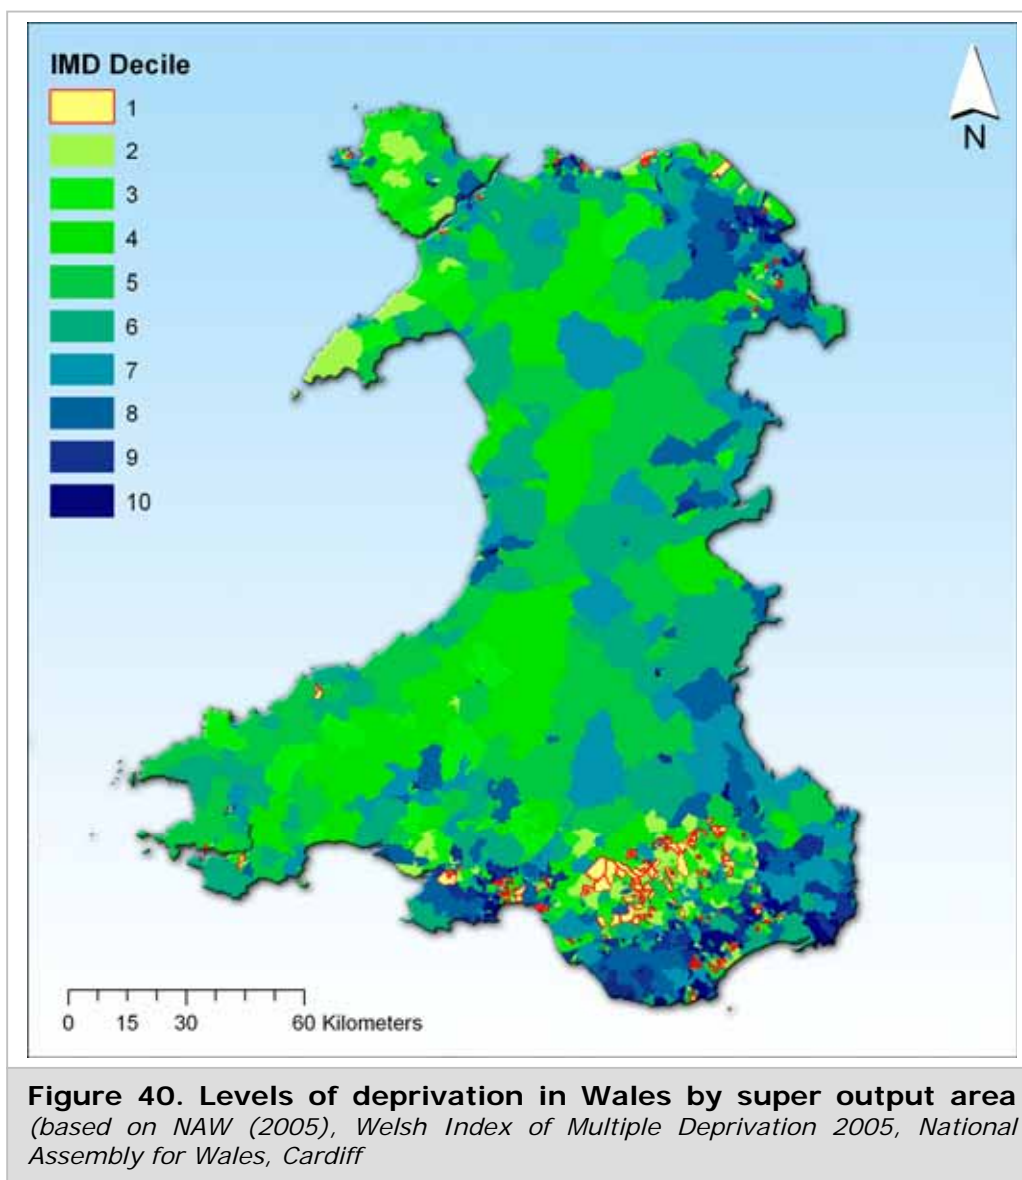 IMD Decile
1
2
3
4
5
6
7
8
9
10
N
0 15 30 60 Kilometers
Figure 40. Levels of deprivation in Wales by super output area
(based on NAW (2005), Welsh Index of Multiple Deprivation 2005, National
Assembly for Wales, Cardiff